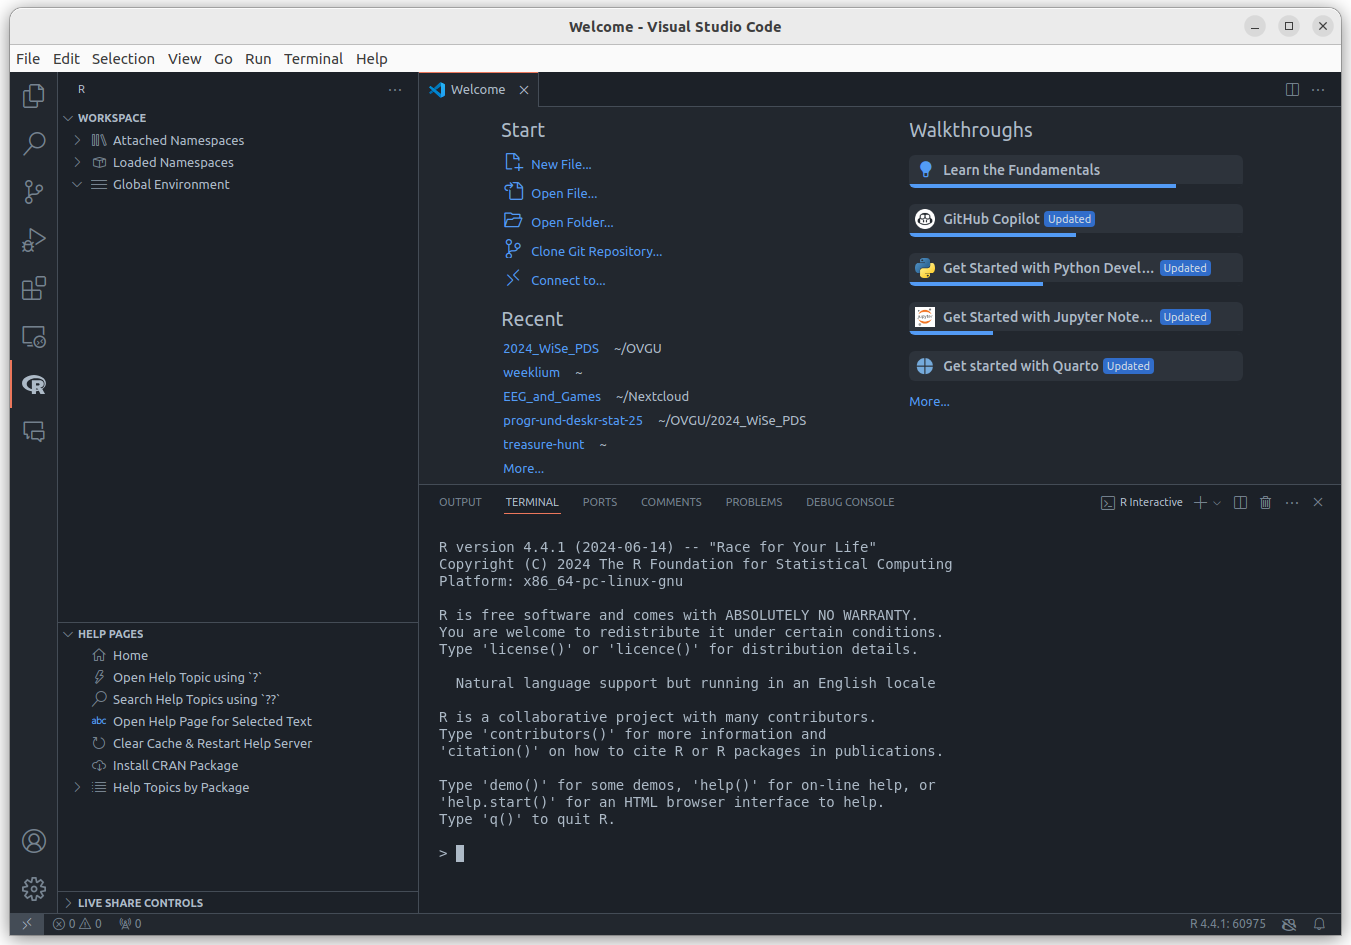 Welcome - Visual Studio Code
File Edit Selection View Go Run Terminal Help
R
WORKSPACE
Attached Namespaces
Loaded Namespaces
Global Environment
HELP PAGES
Home
Open Help Topic using `?`
Search Help Topics using `??`
abc Open Help Page for Selected Text
Clear Cache & Restart Help Server
Install CRAN Package
Help Topics by Package
LIVE SHARE CONTROLS
Welcome
Start
New File...
Open File...
Open Folder...
Clone Git Repository...
Connect to...
Recent
2024_WiSe_PDS ~/OVGU
weeklium ~
EEG_and_Games ~/Nextcloud
progr-und-deskr-stat-25 ~/OVGU/2024_WiSe_PDS
treasure-hunt ~
More...
Walkthroughs
Learn the Fundamentals
GitHub Copilot Updated
Get Started with Python Devel... Updated
Get Started with Jupyter Note... Updated
Get started with Quarto Updated
More...
OUTPUT TERMINAL PORTS COMMENTS PROBLEMS DEBUG CONSOLE R Interactive
R version 4.4.1 (2024-06-14) -- "Race for Your Life"
Copyright (C) 2024 The R Foundation for Statistical Computing
Platform: x86_64-pc-linux-gnu
R is free software and comes with ABSOLUTELY NO WARRANTY.
You are welcome to redistribute it under certain conditions.
Type 'license()' or 'licence()' for distribution details.
Natural language support but running in an English locale
R is a collaborative project with many contributors.
Type 'contributors()' for more information and
'citation()' on how to cite R or R packages in publications.
Type 'demo()' for some demos, 'help()' for on-line help, or
'help.start()' for an HTML browser interface to help.
Type 'q()' to quit R.
>
0 0 0 R 4.4.1: 60975